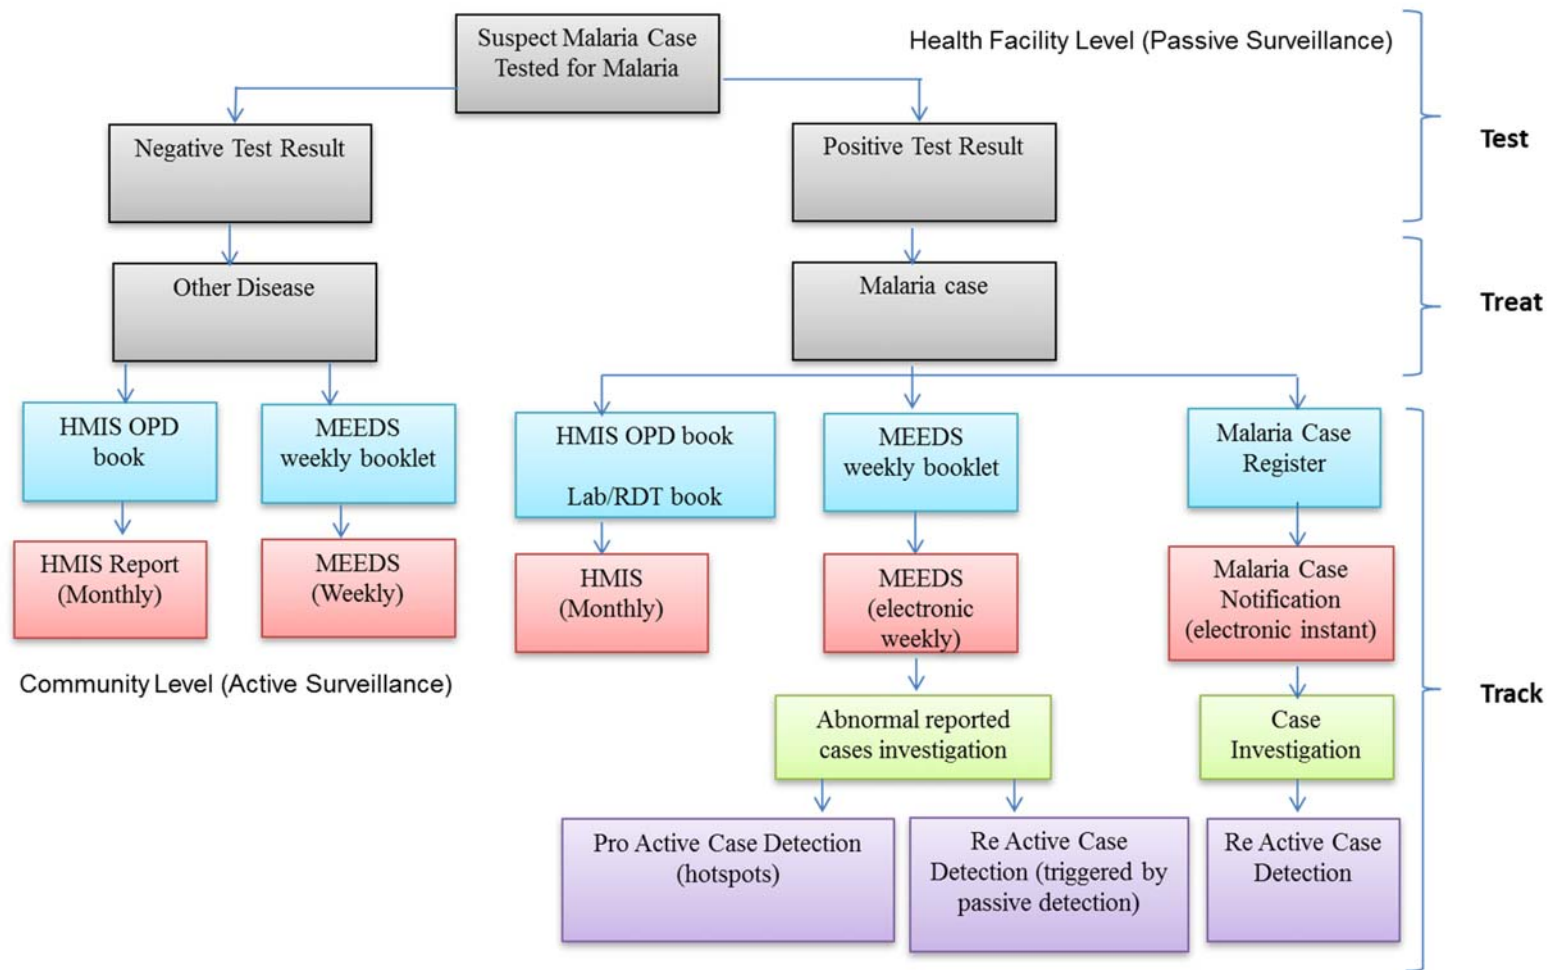 Suspect Malaria Case
Tested for Malaria
Health Facility Level (Passive Surveillance)
Test
Negative Test Result
Positive Test Result
Other Disease
Malaria case
Treat
HMIS OPD
book
MEEDS
weekly booklet
HMIS OPD book
Lab/RDT book
MEEDS
weekly booklet
Malaria Case
Register
HMIS Report
(Monthly)
MEEDS
(Weekly)
HMIS
(Monthly)
MEEDS
(electronic
weekly)
Malaria Case
Notification
(electronic instant)
Community Level (Active Surveillance)
Track
Abnormal reported
cases investigation
Case
Investigation
Pro Active Case Detection
(hotspots)
Re Active Case
Detection (triggered by
passive detection)
Re Active Case
Detection